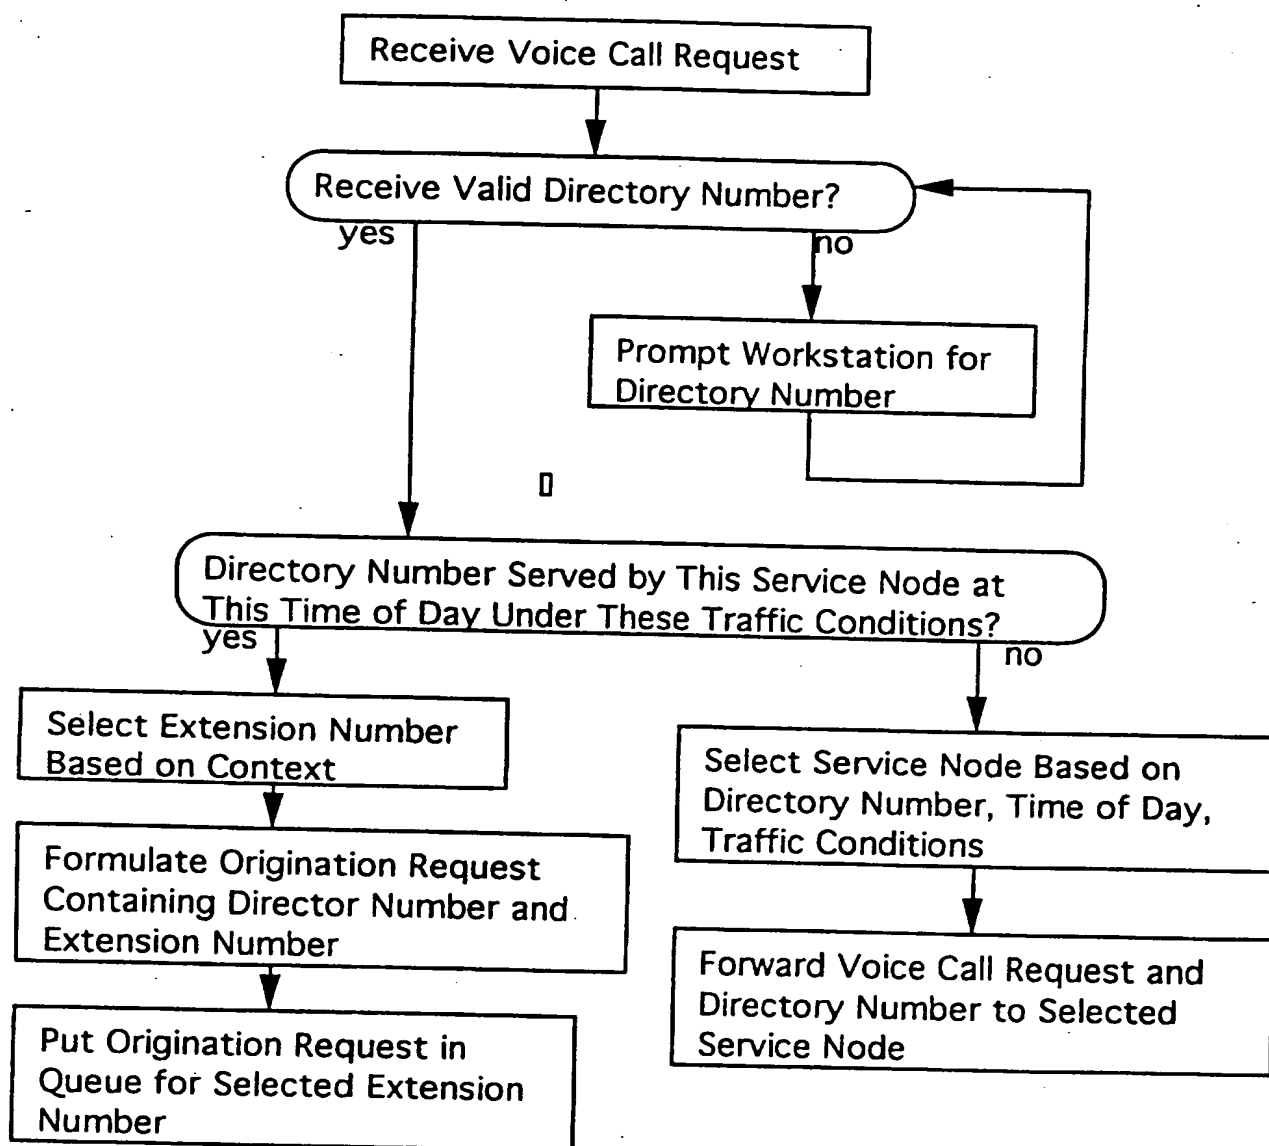 Receive Voice Call Request
Receive Valid Directory Number?
yes
no
Prompt Workstation for
Directory Number
Directory Number Served by This Service Node at
This Time of Day Under These Traffic Conditions?
yes
no
Select Extension Number
Based on Context
Select Service Node Based on
Directory Number, Time of Day,
Traffic Conditions
Formulate Origination Request
Containing Director Number and
Extension Number
Forward Voice Call Request and
Directory Number to Selected
Service Node
Put Origination Request in
Queue for Selected Extension
Number